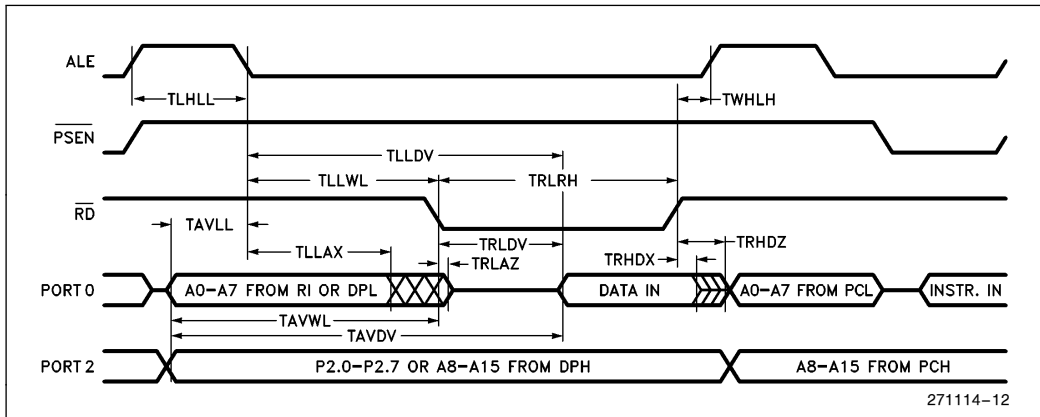 ALE
TLHLL
TWHLH
PSEN
TLLDV
TLLWL
TRLRH
RD
TAVLL
TLLAX
TRLDV
TRLAZ
TRHDX
TRHDZ
PORT 0
A0–A7 FROM RI OR DPL
DATA IN
A0–A7 FROM PCL
INSTR. IN
TAVWL
TAVDV
PORT 2
P2.0–P2.7 OR A8–A15 FROM DPH
A8–A15 FROM PCH
271114–12